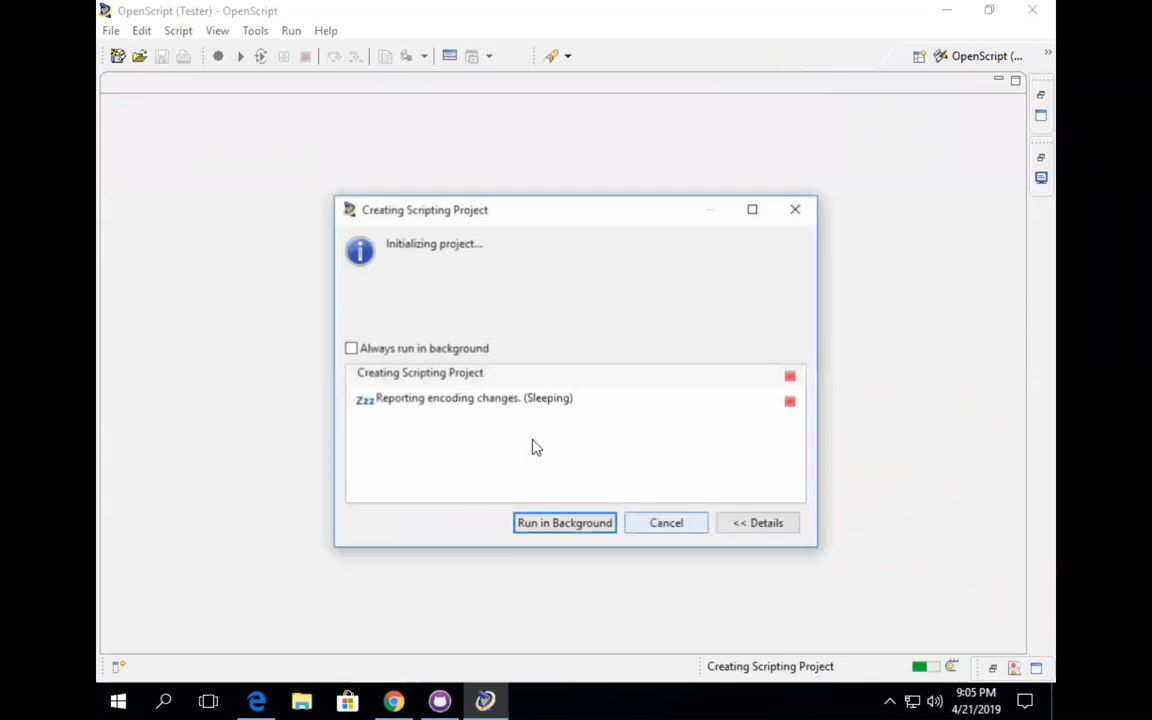 OpenScript (Tester) - OpenScript
File Edit Script View Tools Run Help
OpenScript (...
Creating Scripting Project
Initializing project...
Always run in background
Creating Scripting Project
Zzz Reporting encoding changes. (Sleeping)
Run in Background Cancel << Details
Creating Scripting Project
9:05 PM
4/21/2019